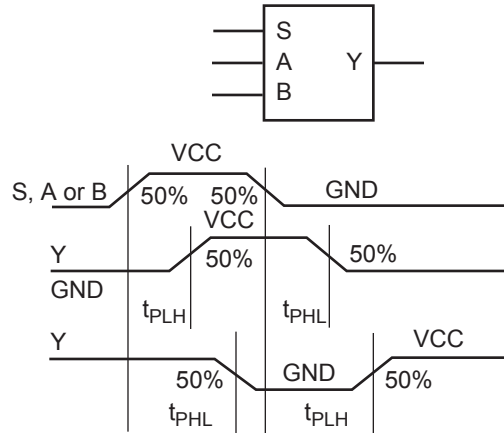 S
A Y
B
VCC
S, A or B 50% 50% GND
VCC
Y 50% 50%
GND
tPLH tPHL
Y VCC
50% GND 50%
tPHL tPLH